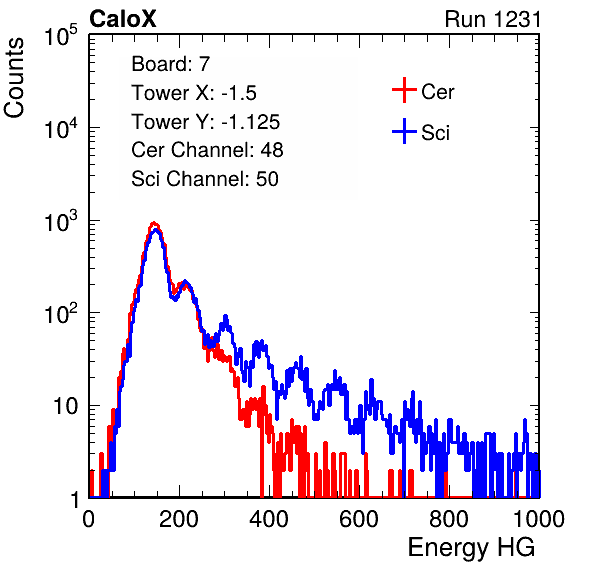 CaloX Run 1231
Counts
10^5
10^4
10^3
10^2
10
1
Board: 7
Tower X: -1.5
Tower Y: -1.125
Cer Channel: 48
Sci Channel: 50
Cer
Sci
0 200 400 600 800 1000
Energy HG